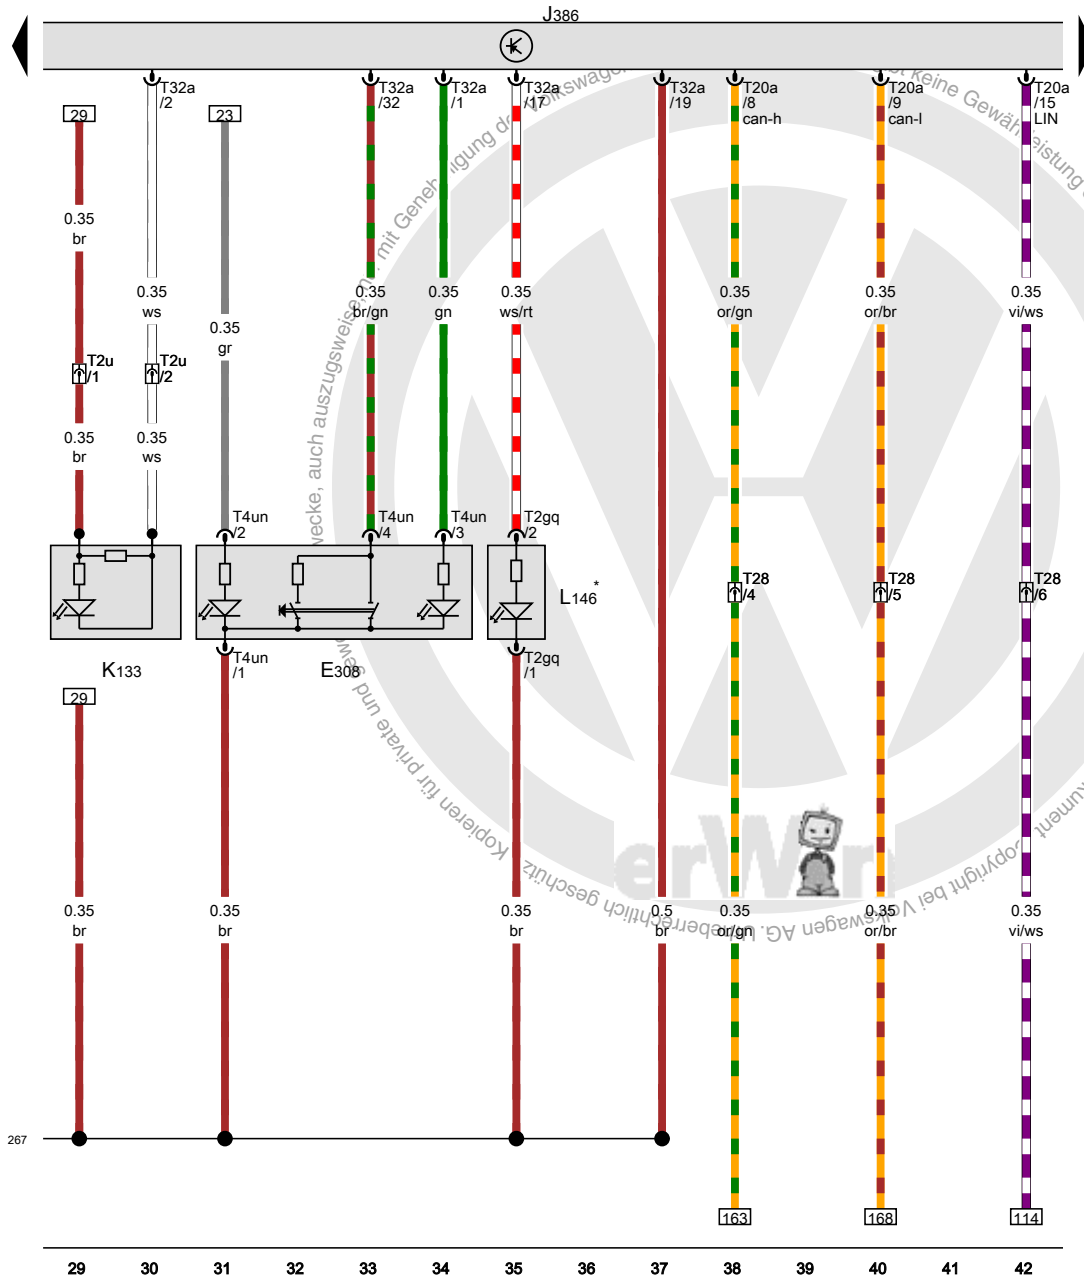 J386
T32a
/2
T32a
/32
T32a
/1
T32a
/17
T32a
/19
T20a
/8
can-h
T20a
/9
can-l
T20a
/15
LIN
29
23
0.35
br
0.35
ws
0.35
gr
0.35
br/gn
0.35
gn
0.35
ws/rt
0.35
or/gn
0.35
or/br
0.35
vi/ws
T2u
/1
T2u
/2
0.35
br
0.35
ws
T4un
/2
T4un
/4
T4un
/3
T2gq
/2
T28
/4
T28
/5
T28
/6
L146
*
K133
T4un
/1
E308
T2gq
/1
29
erWin
0.35
br
0.35
br
0.35
br
0.5
br
0.35
or/gn
0.35
or/br
0.35
vi/ws
267
163
168
114
29 30 31 32 33 34 35 36 37 38 39 40 41 42